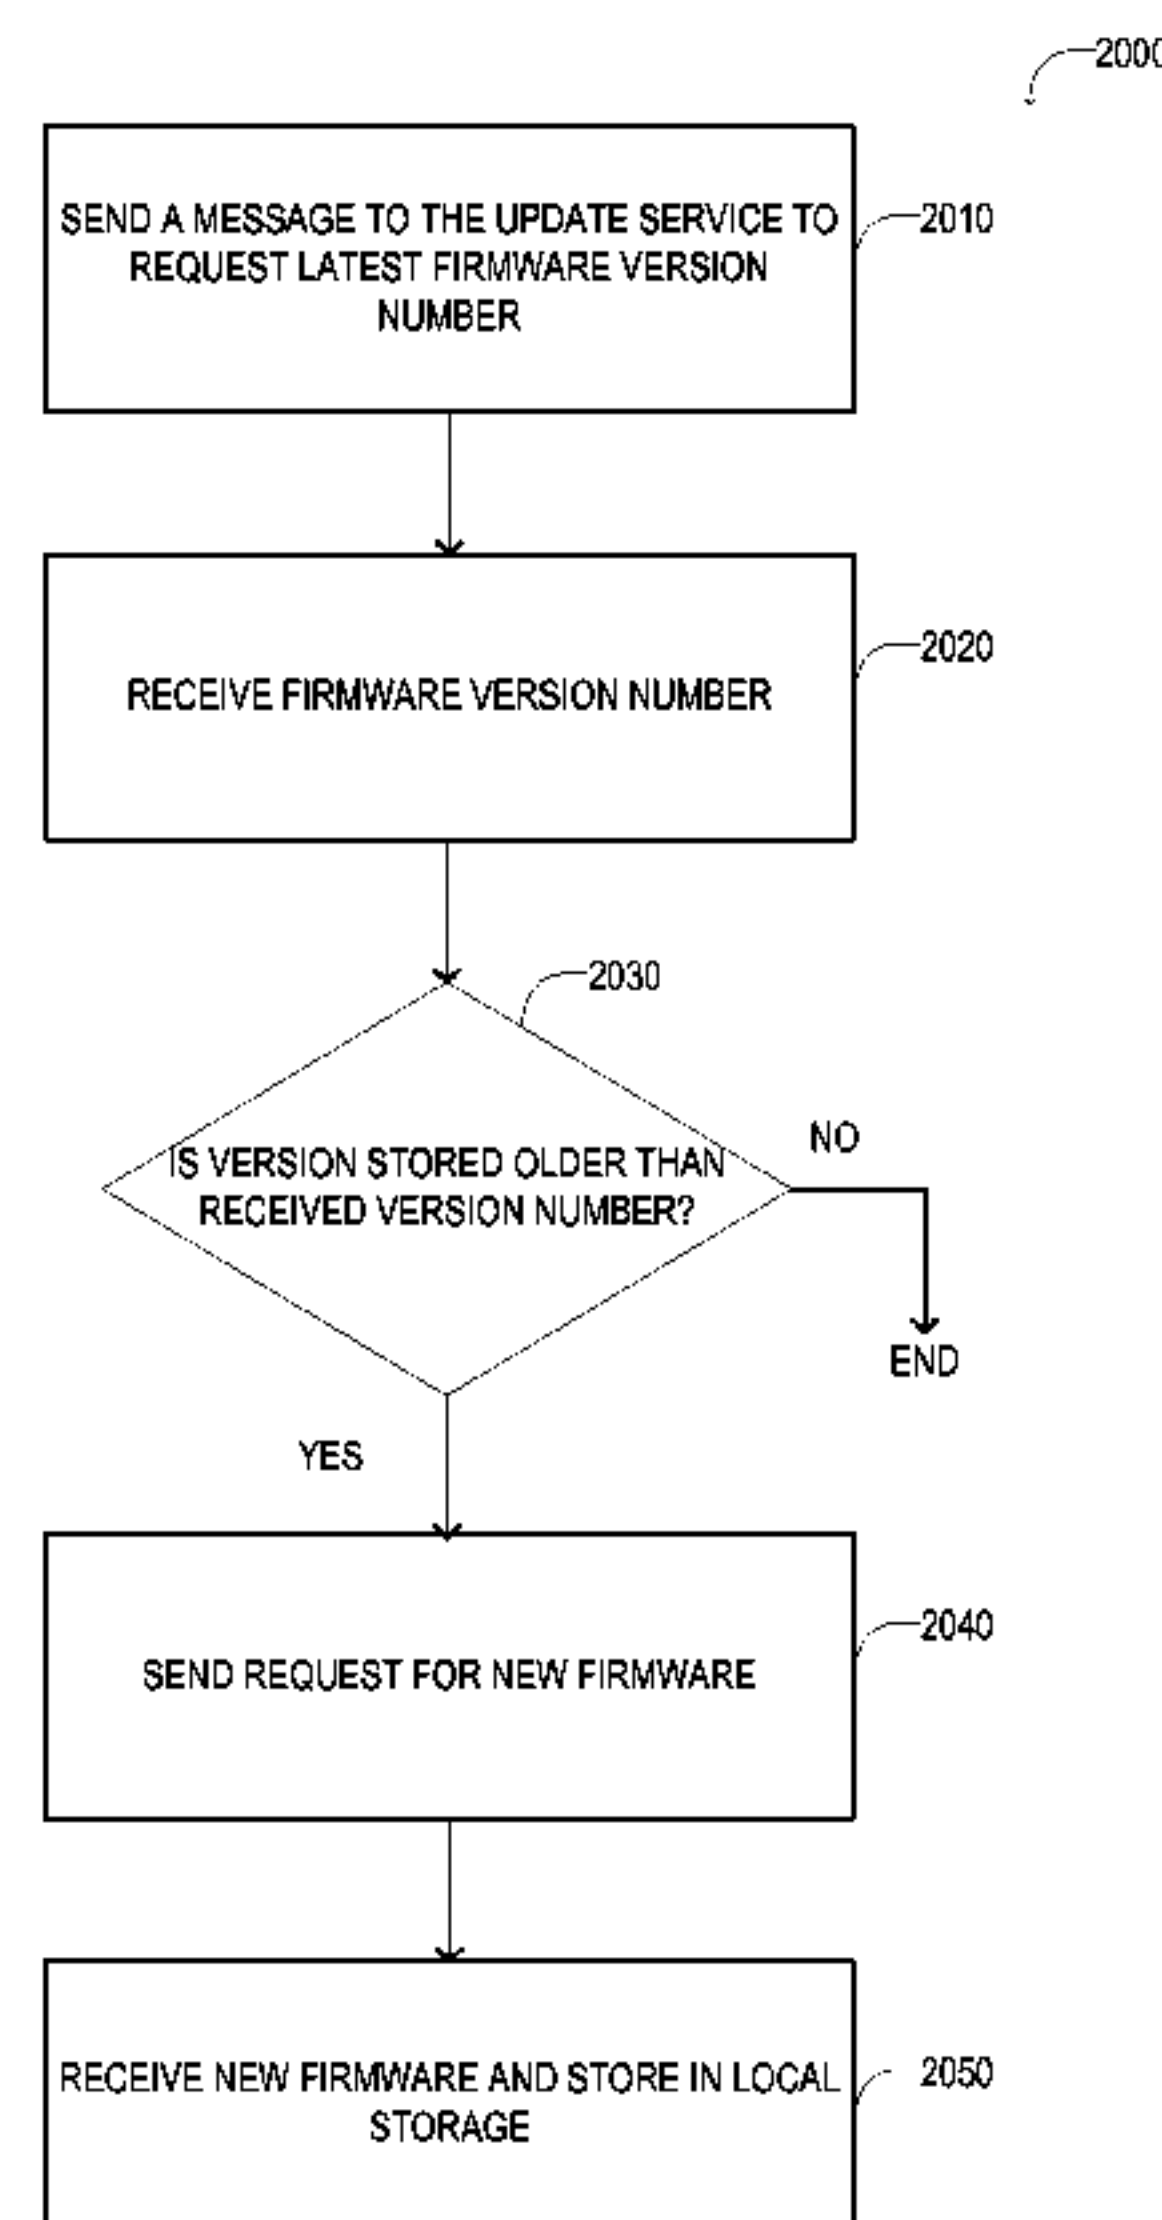 2000
SEND A MESSAGE TO THE UPDATE SERVICE TO
REQUEST LATEST FIRMWARE VERSION
NUMBER
2010
RECEIVE FIRMWARE VERSION NUMBER
2020
2030
IS VERSION STORED OLDER THAN
RECEIVED VERSION NUMBER?
NO
END
YES
SEND REQUEST FOR NEW FIRMWARE
2040
RECEIVE NEW FIRMWARE AND STORE IN LOCAL
STORAGE
2050